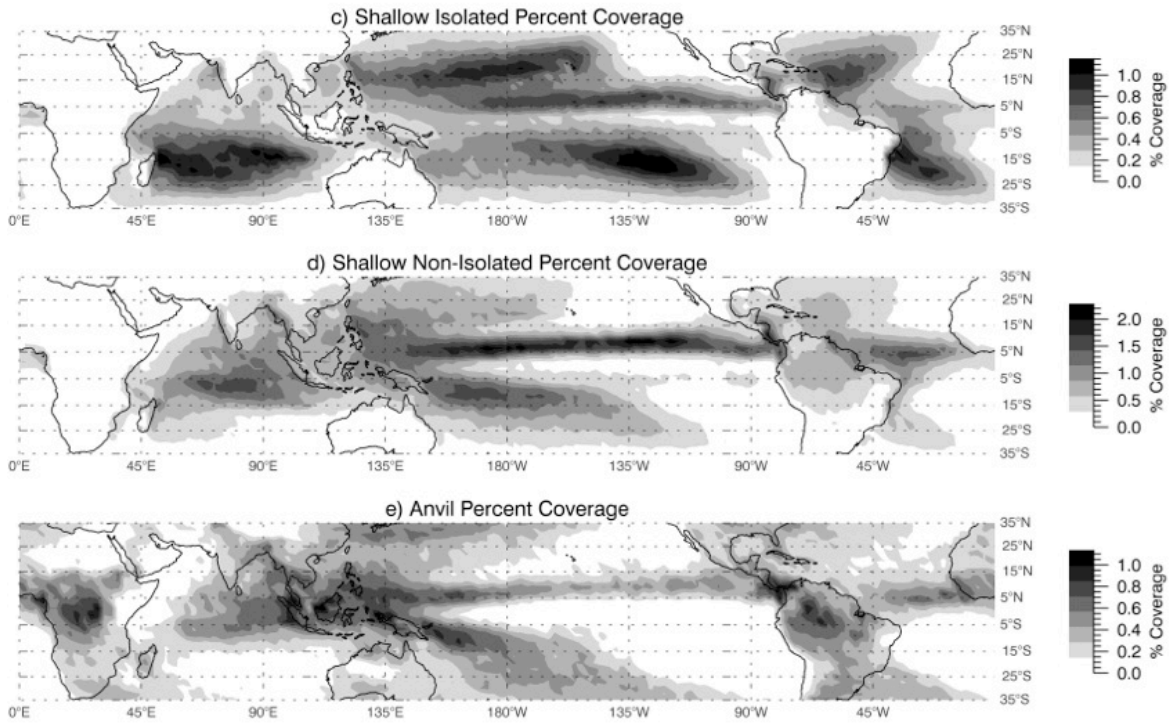 c) Shallow Isolated Percent Coverage
35°N
25°N
15°N
5°N
5°S
15°S
25°S
35°S
0°E 45°E 90°E 135°E 180°W 135°W 90°W 45°W
1.0
0.8
0.6
0.4
0.2
0.0
% Coverage
d) Shallow Non-Isolated Percent Coverage
35°N
25°N
15°N
5°N
5°S
15°S
25°S
35°S
0°E 45°E 90°E 135°E 180°W 135°W 90°W 45°W
2.0
1.5
1.0
0.5
0.0
% Coverage
e) Anvil Percent Coverage
35°N
25°N
15°N
5°N
5°S
15°S
25°S
35°S
0°E 45°E 90°E 135°E 180°W 135°W 90°W 45°W
1.0
0.8
0.6
0.4
0.2
0.0
% Coverage